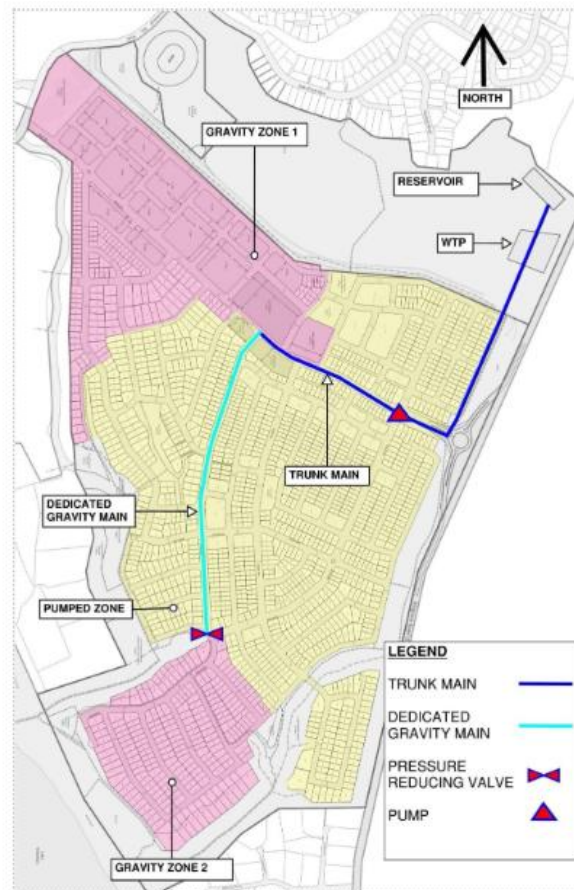 NORTH
GRAVITY ZONE 1
RESERVOIR
WTP
TRUNK MAIN
DEDICATED
GRAVITY MAIN
PUMPED ZONE
GRAVITY ZONE 2
LEGEND
TRUNK MAIN
DEDICATED
GRAVITY MAIN
PRESSURE
REDUCING VALVE
PUMP